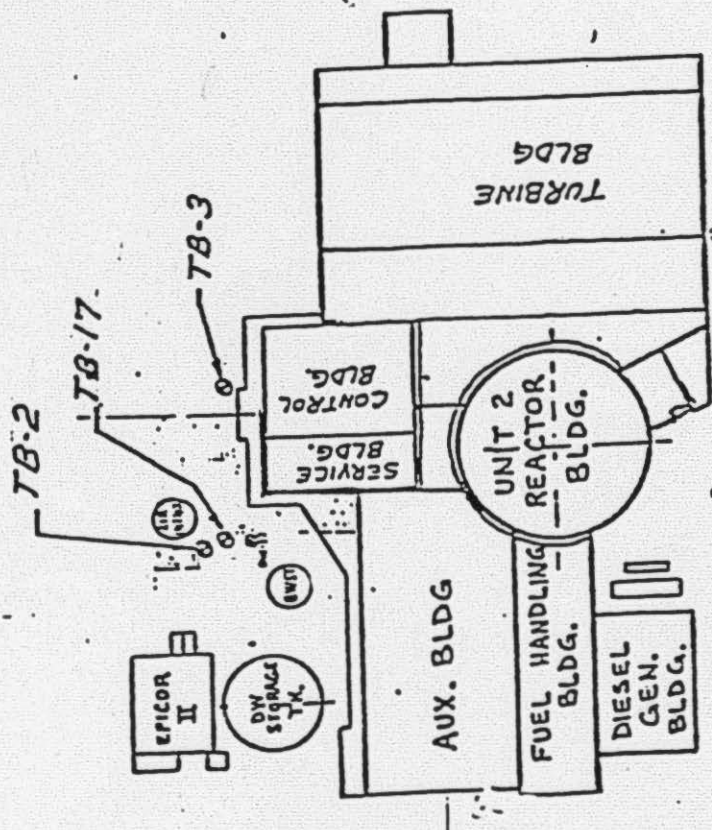 TB-2
TB-17
TB-3
EPICOR
II
DW
STORAGE
TK.
BWST
SERVICE
BLDG.
CONTROL
BLDG.
TURBINE
BLDG
AUX. BLDG
UNIT 2
REACTOR
BLDG.
FUEL HANDLING
BLDG.
DIESEL
GEN.
BLDG.